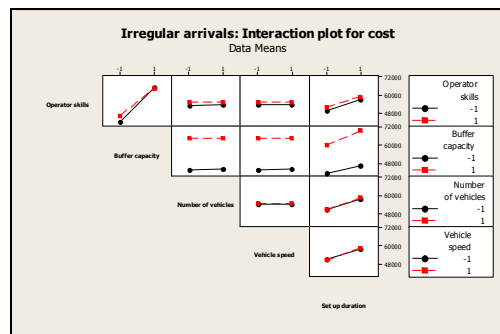 Irregular arrivals: Interaction plot for cost
Data Means
-1 1 -1 1 -1 1 -1 1
Operator skills
72000
60000
48000
Operator
skills
-1
1
Buffer capacity
72000
60000
48000
Buffer
capacity
-1
1
Number of vehicles
72000
60000
48000
Number
of vehicles
-1
1
Vehicle speed
72000
60000
48000
Vehicle
speed
-1
1
Set up duration